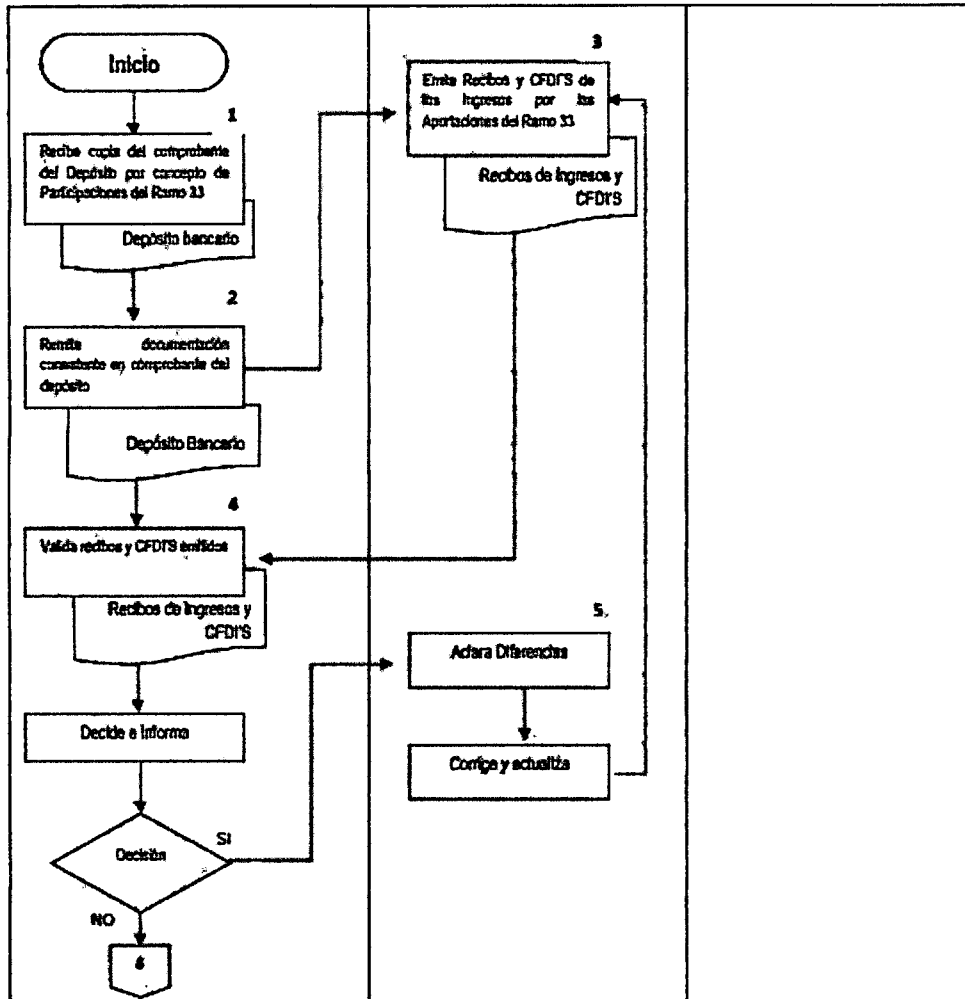 Inicio
1
Recibe copia del comprobante
del Depósito por concepto de
Participaciones del Ramo 33
Depósito bancario
2
Remite documentación
consistente en comprobante del
depósito
Depósito Bancario
3
Emite Recibos y CFDI'S de
los Ingresos por las
Aportaciones del Ramo 33
Recibos de Ingresos y
CFDI'S
4
Valida recibos y CFDI'S emitidos
Recibos de Ingresos y
CFDI'S
Decide e Informa
Decisión
SI
NO
6
5.
Aclara Diferencias
Corrige y actualiza